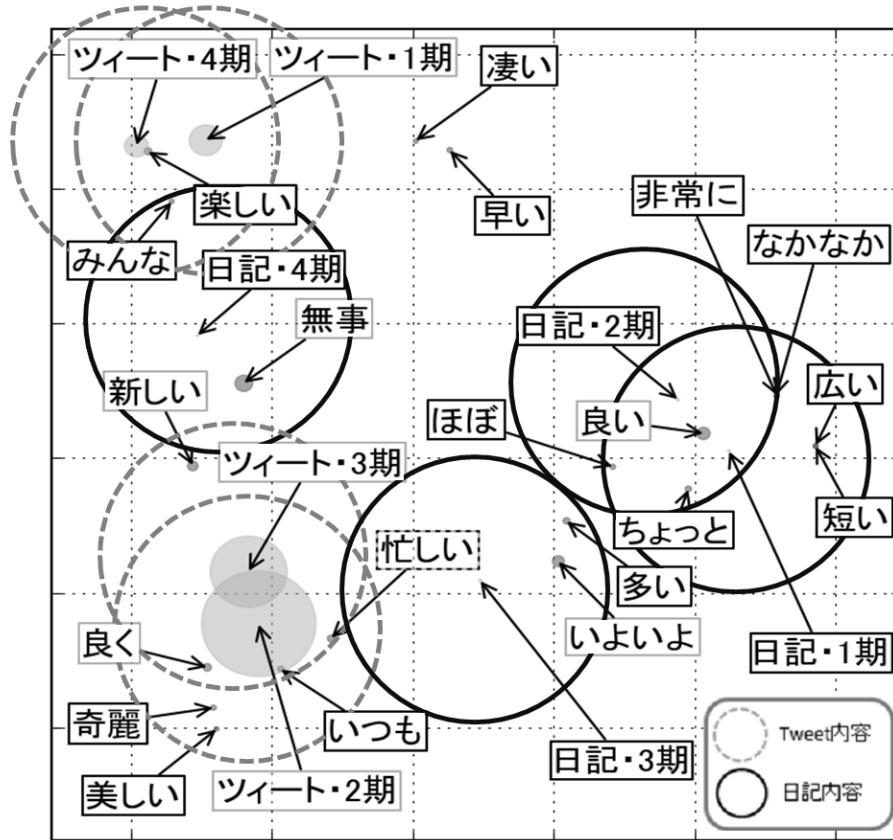 ツィート・4期
ツィート・1期
凄い
楽しい
早い
非常に
みんな
日記・4期
なかなか
無事
日記・2期
新しい
広い
ほぼ
良い
ツィート・3期
短い
ちょっと
忙しい
多い
良く
いよいよ
日記・1期
奇麗
いつも
日記・3期
美しい
ツィート・2期
Tweet内容
日記内容